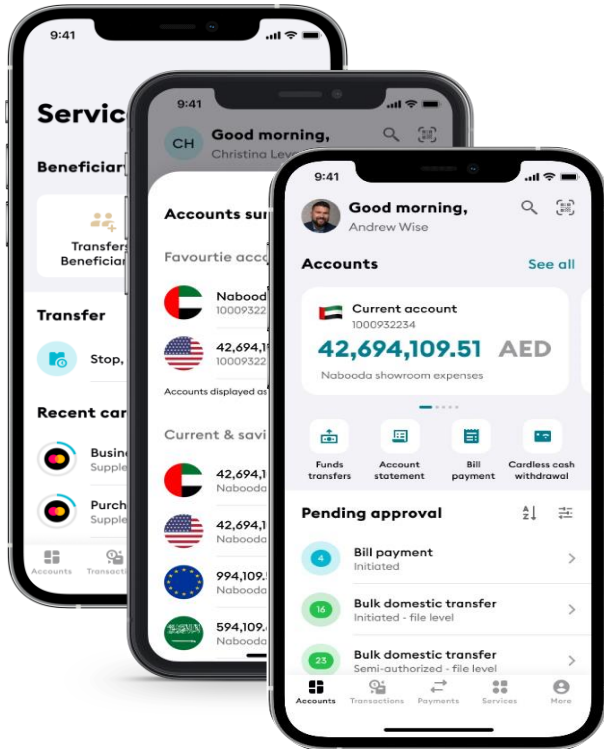 9:41
Servic
Beneficiar
Transfers
Beneficiar
Transfer
Stop,
Recent car
Busin
Supple
Purch
Supple
Accounts
Transacti
9:41
CH
Good morning,
Christina Leve
Accounts sur
Favourtie acco
Nabood
10009322
42,694,1
10009322
Accounts displayed as
Current & savi
42,694,1
Nabooda
42,694,1
Nabooda
994,109.
Nabooda
594,109.
Nabooda
9:41
Good morning,
Andrew Wise
Accounts See all
Current account
1000932234
42,694,109.51 AED
Nabooda showroom expenses
Funds transfers
Account statement
Bill payment
Cardless cash withdrawal
Pending approval
4
Bill payment
Initiated
16
Bulk domestic transfer
Initiated - file level
23
Bulk domestic transfer
Semi-authorized - file level
Accounts Transactions Payments Services More